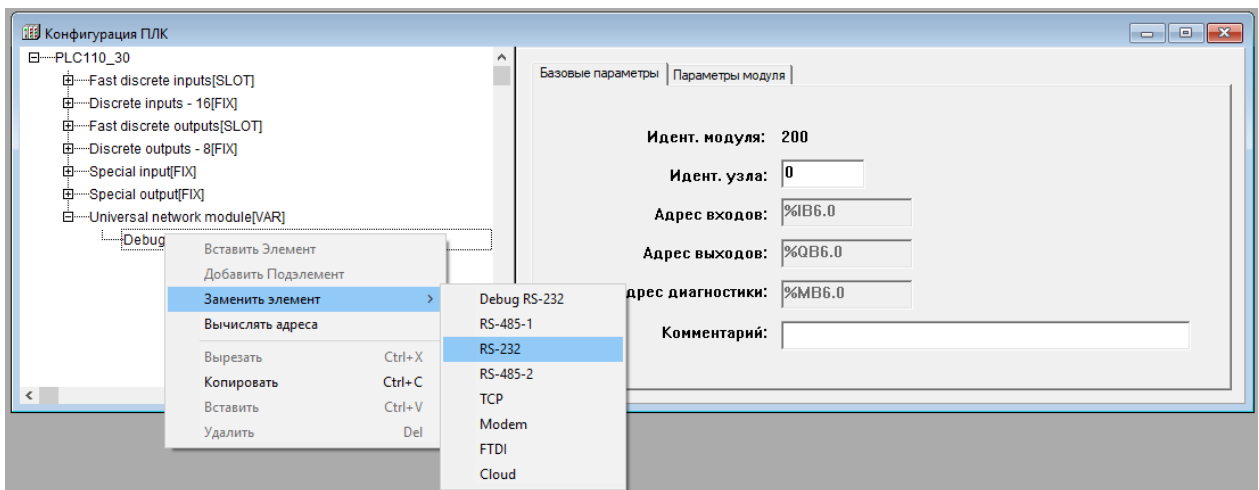 Конфигурация ПЛК
PLC110_30
Fast discrete inputs[SLOT]
Discrete inputs - 16[FIX]
Fast discrete outputs[SLOT]
Discrete outputs - 8[FIX]
Special input[FIX]
Special output[FIX]
Universal network module[VAR]
Debug
Вставить Элемент
Добавить Подэлемент
Заменить элемент
Вычислять адреса
Вырезать Ctrl+X
Копировать Ctrl+C
Вставить Ctrl+V
Удалить Del
Debug RS-232
RS-485-1
RS-232
RS-485-2
TCP
Modem
FTDI
Cloud
Базовые параметры Параметры модуля
Идент. модуля: 200
Идент. узла: 0
Адрес входов: %IB6.0
Адрес выходов: %QB6.0
дрес диагностики: %MB6.0
Комментарий: